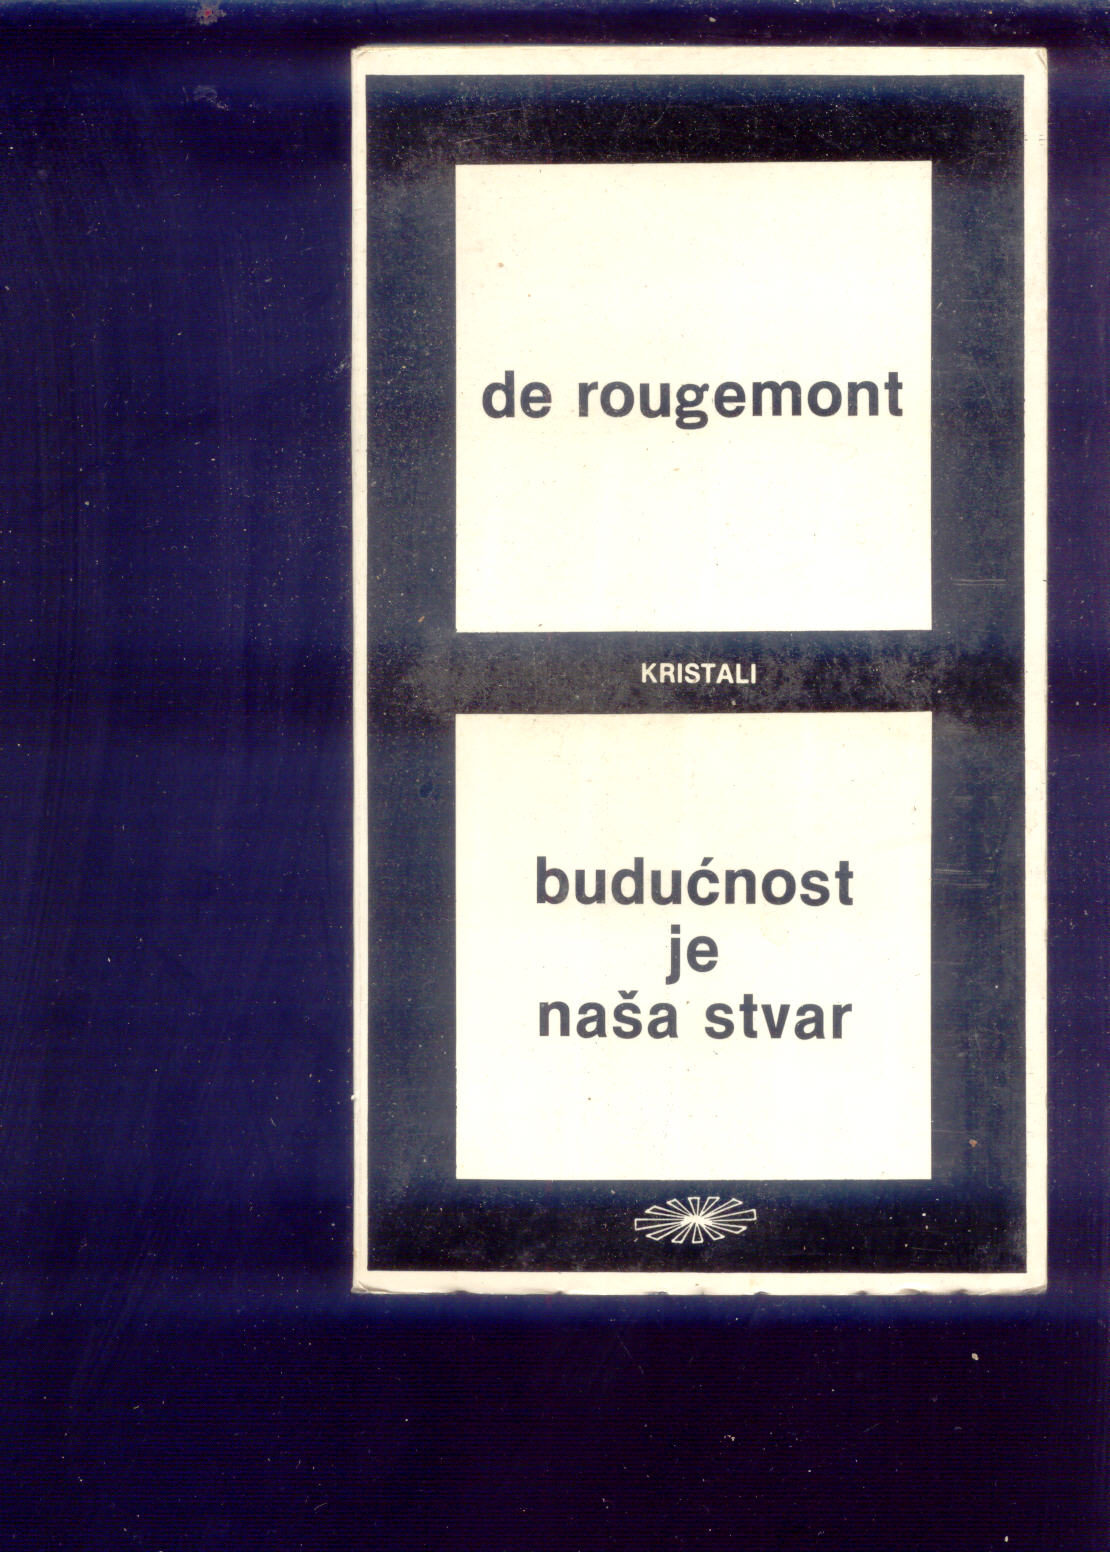 de rougemont
KRISTALI
budućnost
je
naša stvar